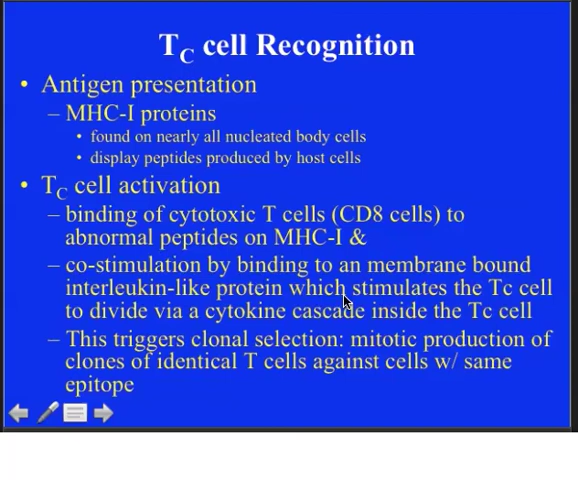 TC cell Recognition
• Antigen presentation
– MHC-I proteins
• found on nearly all nucleated body cells
• display peptides produced by host cells
• TC cell activation
– binding of cytotoxic T cells (CD8 cells) to
abnormal peptides on MHC-I &
– co-stimulation by binding to an membrane bound
interleukin-like protein which stimulates the Tc cell
to divide via a cytokine cascade inside the Tc cell
– This triggers clonal selection: mitotic production of
clones of identical T cells against cells w/ same
epitope